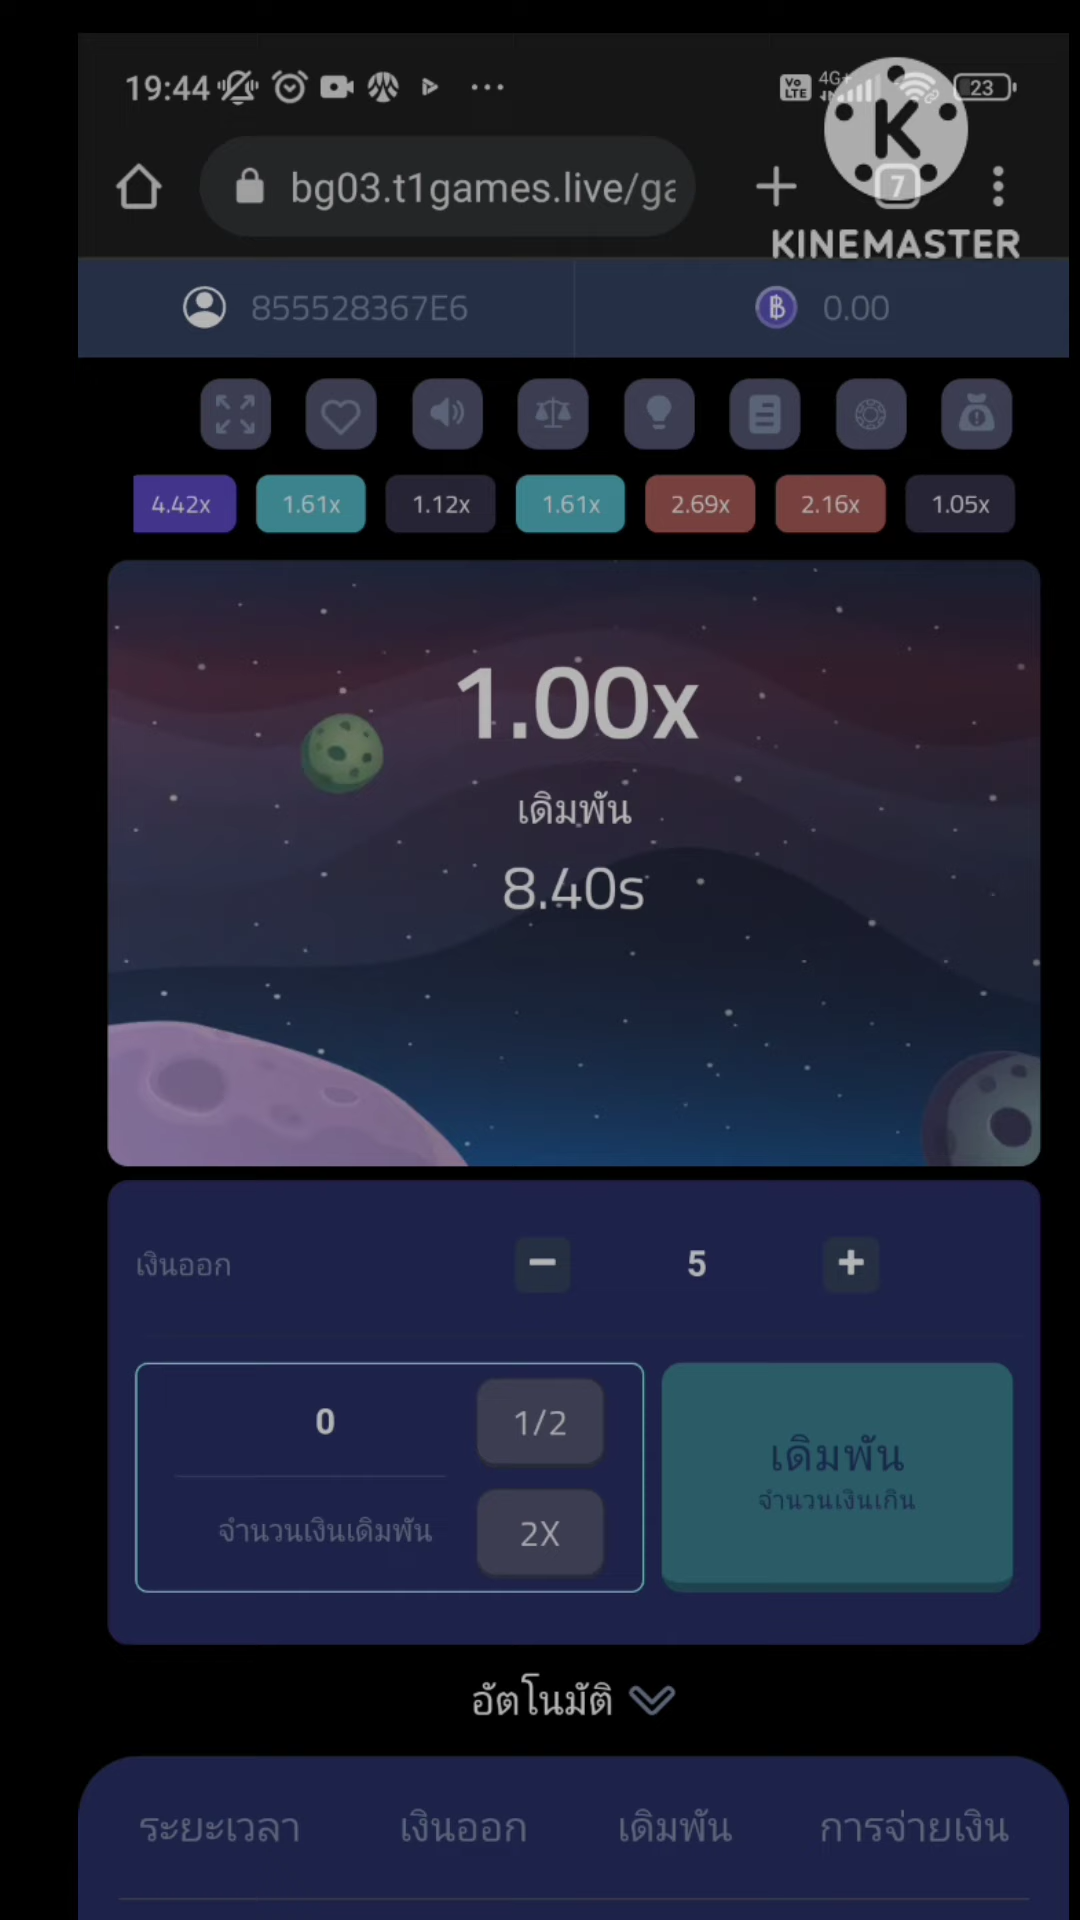 19:44 ... VoLTE 4G+ 23
bg03.t1games.live/ga 7
K
KINEMASTER
855528367E6 ฿ 0.00
4.42x 1.61x 1.12x 1.61x 2.69x 2.16x 1.05x
1.00x
เดิมพัน
8.40s
เงินออก − 5 +
0 1/2
จำนวนเงินเดิมพัน 2X
เดิมพัน
จำนวนเงินเกิน
อัตโนมัติ
ระยะเวลา เงินออก เดิมพัน การจ่ายเงิน